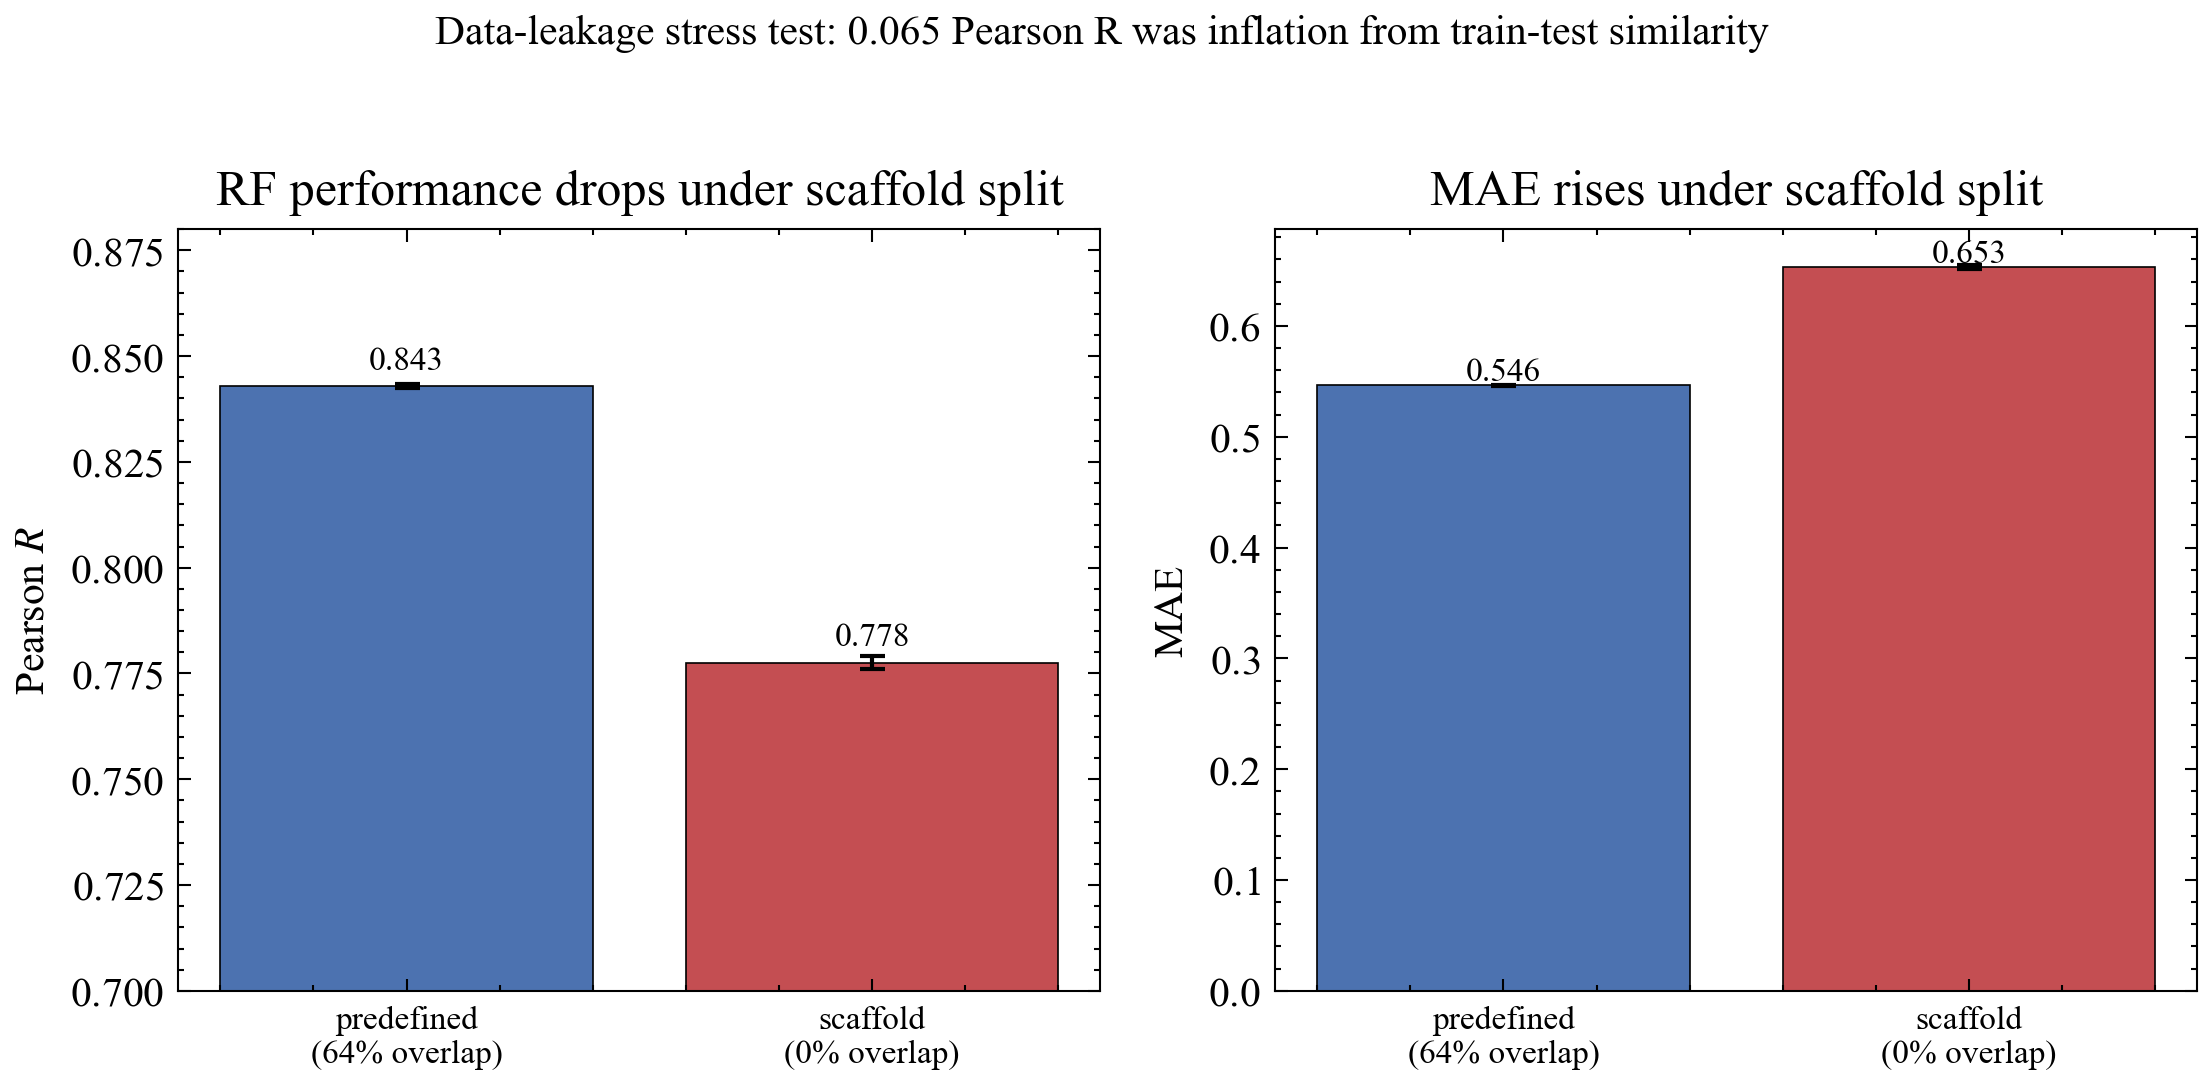 Data-leakage stress test: 0.065 Pearson R was inflation from train-test similarity
RF performance drops under scaffold split
Pearson R
0.875
0.850
0.825
0.800
0.775
0.750
0.725
0.700
0.843
0.778
predefined
(64% overlap)
scaffold
(0% overlap)
MAE rises under scaffold split
MAE
0.6
0.5
0.4
0.3
0.2
0.1
0.0
0.546
0.653
predefined
(64% overlap)
scaffold
(0% overlap)